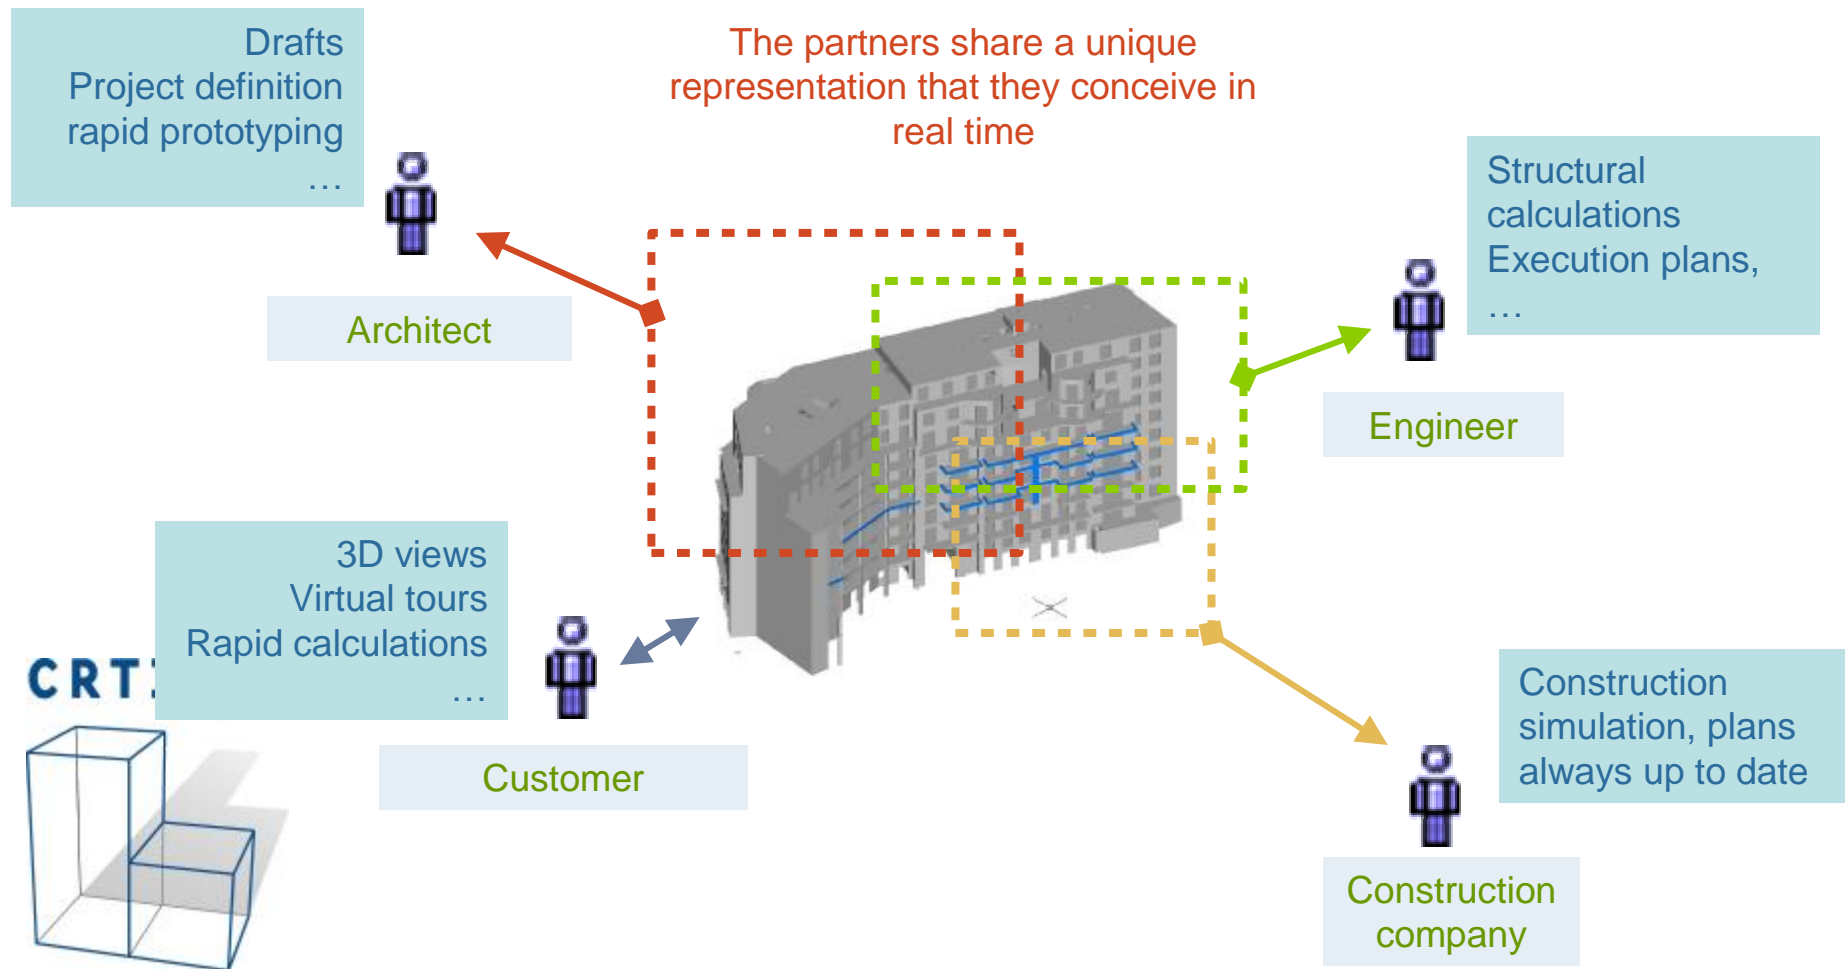 Drafts
Project definition
rapid prototyping
…
The partners share a unique
representation that they conceive in
real time
Structural
calculations
Execution plans,
…
Architect
Engineer
3D views
Virtual tours
Rapid calculations
…
CRT
Customer
Construction
simulation, plans
always up to date
Construction
company